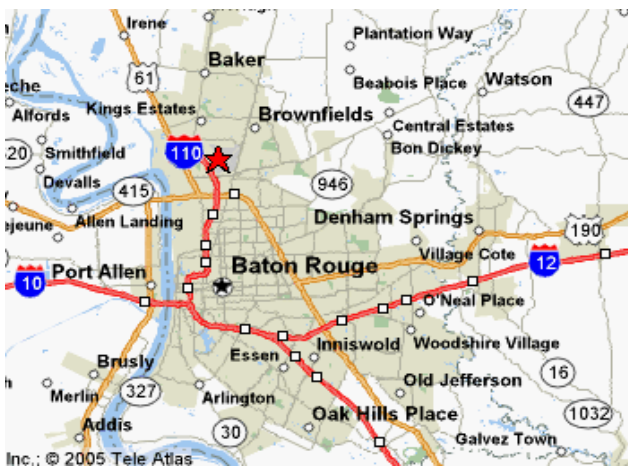 Irene
Plantation Way
Baker
61
Beabois Place
Watson
eche
Alfords
Kings Estates
Brownfields
447
Central Estates
20
Smithfield
110
Bon Dickey
Devalls
415
946
Allen Landing
Denham Springs
190
ejeune
Village Cote
12
Port Allen
Baton Rouge
10
O'Neal Place
Inniswold
Woodshire Village
Essen
Brusly
16
Merlin
327
Arlington
Old Jefferson
Oak Hills Place
1032
Addis
30
Galvez Town
Inc.; © 2005 Tele Atlas